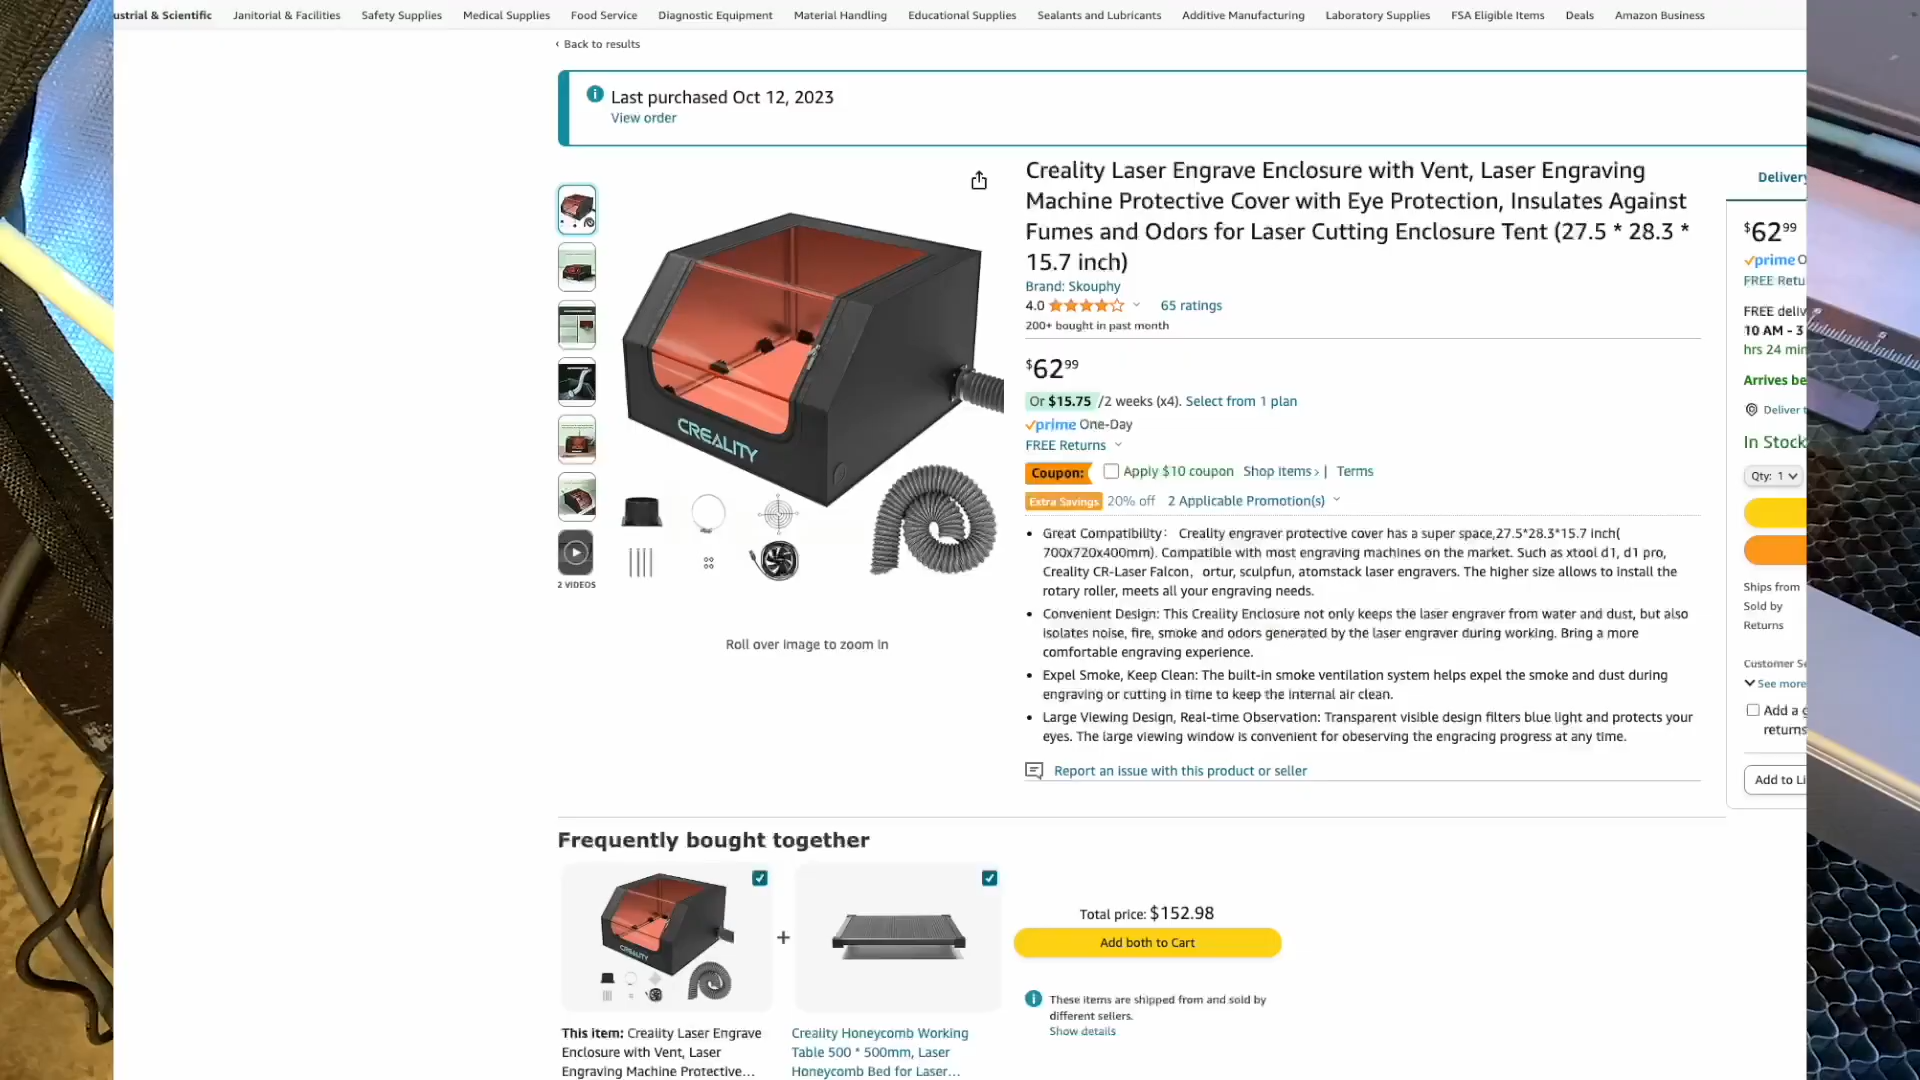 ustrial & Scientific Janitorial & Facilities Safety Supplies Medical Supplies Food Service Diagnostic Equipment Material Handling Educational Supplies Sealants and Lubricants Additive Manufacturing Laboratory Supplies FSA Eligible Items Deals Amazon Business
‹ Back to results
Last purchased Oct 12, 2023
View order
Creality Laser Engrave Enclosure with Vent, Laser Engraving
Machine Protective Cover with Eye Protection, Insulates Against
Fumes and Odors for Laser Cutting Enclosure Tent (27.5 * 28.3 *
15.7 inch)
Brand: Skouphy
4.0 65 ratings
200+ bought in past month
$62⁹⁹
Or $15.75 /2 weeks (x4). Select from 1 plan
prime One-Day
FREE Returns
Coupon: Apply $10 coupon Shop items › | Terms
Extra Savings 20% off 2 Applicable Promotion(s)
• Great Compatibility： Creality engraver protective cover has a super space,27.5*28.3*15.7 inch(
700x720x400mm). Compatible with most engraving machines on the market. Such as xtool d1, d1 pro,
Creality CR-Laser Falcon， ortur, sculpfun, atomstack laser engravers. The higher size allows to install the
rotary roller, meets all your engraving needs.
• Convenient Design: This Creality Enclosure not only keeps the laser engraver from water and dust, but also
isolates noise, fire, smoke and odors generated by the laser engraver during working. Bring a more
comfortable engraving experience.
• Expel Smoke, Keep Clean: The built-in smoke ventilation system helps expel the smoke and dust during
engraving or cutting in time to keep the internal air clean.
• Large Viewing Design, Real-time Observation: Transparent visible design filters blue light and protects your
eyes. The large viewing window is convenient for obeserving the engracing progress at any time.
Report an issue with this product or seller
CREALITY
2 VIDEOS
Roll over image to zoom in
Delivery
$62⁹⁹
prime O
FREE Retu
FREE deliv
10 AM - 3
hrs 24 min
Arrives be
Deliver t
In Stock
Qty: 1
Ships from
Sold by
Returns
Customer Se
See more
Add a g
returns
Add to Li
Frequently bought together
CREALITY
+
Total price: $152.98
Add both to Cart
These items are shipped from and sold by
different sellers.
Show details
This item: Creality Laser Engrave
Enclosure with Vent, Laser
Engraving Machine Protective...
Creality Honeycomb Working
Table 500 * 500mm, Laser
Honeycomb Bed for Laser...